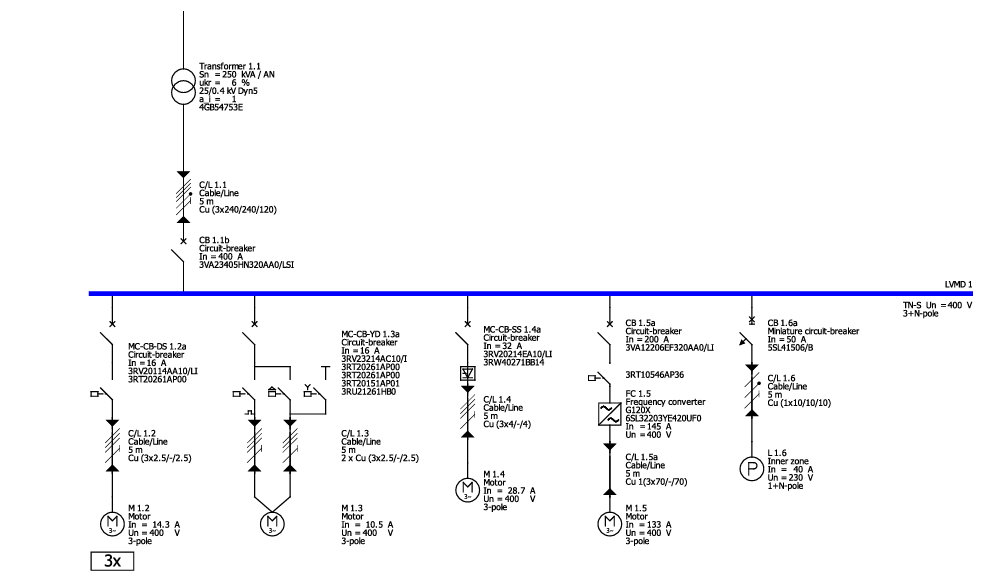 Transformer 1.1
Sn = 250 kVA / AN
ukr = 6 %
25/0.4 kV Dyn5
a_i = 1
4GB54753E
C/L 1.1
Cable/Line
5 m
Cu (3x240/240/120)
CB 1.1b
Circuit-breaker
In = 400 A
3VA23405HN320AA0/LSI
LVMD 1
TN-S Un = 400 V
3+N-pole
MC-CB-DS 1.2a
Circuit-breaker
In = 16 A
3RV20114AA10/LI
3RT20261AP00
C/L 1.2
Cable/Line
5 m
Cu (3x2.5/-/2.5)
M 1.2
Motor
In = 14.3 A
Un = 400 V
3-pole
M
3~
3x
MC-CB-YD 1.3a
Circuit-breaker
In = 16 A
3RV23214AC10/I
3RT20261AP00
3RT20261AP00
3RT20151AP01
3RU21261HB0
Y
C/L 1.3
Cable/Line
5 m
2 x Cu (3x2.5/-/2.5)
M 1.3
Motor
In = 10.5 A
Un = 400 V
3-pole
M
3~
MC-CB-SS 1.4a
Circuit-breaker
In = 32 A
3RV20214EA10/LI
3RW40271BB14
C/L 1.4
Cable/Line
5 m
Cu (3x4/-/4)
M 1.4
Motor
In = 28.7 A
Un = 400 V
3-pole
M
3~
CB 1.5a
Circuit-breaker
In = 200 A
3VA12206EF320AA0/LI
3RT10546AP36
FC 1.5
Frequency converter
G120X
6SL32203YE420UF0
In = 145 A
Un = 400 V
C/L 1.5a
Cable/Line
5 m
Cu 1(3x70/-/70)
M 1.5
Motor
In = 133 A
Un = 400 V
3-pole
M
3~
CB 1.6a
Miniature circuit-breaker
In = 50 A
5SL41506/B
C/L 1.6
Cable/Line
5 m
Cu (1x10/10/10)
L 1.6
Inner zone
In = 40 A
Un = 230 V
1+N-pole
P